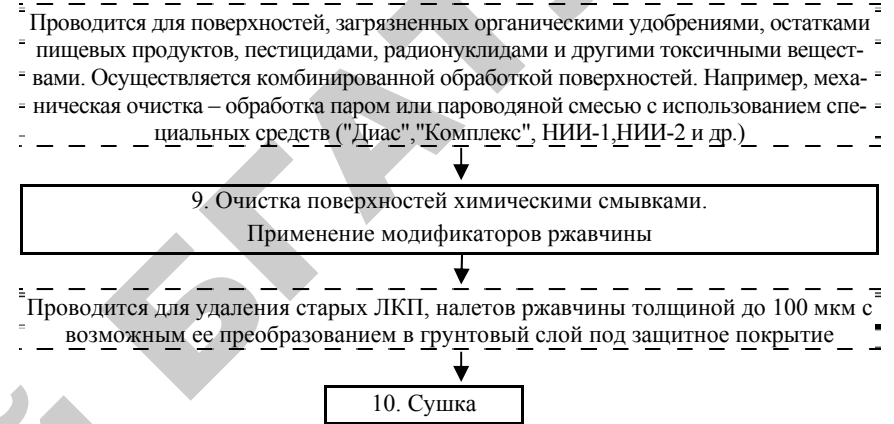 Проводится для поверхностей, загрязненных органическими удобрениями, остатками
пищевых продуктов, пестицидами, радионуклидами и другими токсичными вещест-
вами. Осуществляется комбинированной обработкой поверхностей. Например, меха-
ническая очистка – обработка паром или пароводяной смесью с использованием спе-
циальных средств ("Диас","Комплекс", НИИ-1,НИИ-2 и др.)
9. Очистка поверхностей химическими смывками.
Применение модификаторов ржавчины
Проводится для удаления старых ЛКП, налетов ржавчины толщиной до 100 мкм с
возможным ее преобразованием в грунтовый слой под защитное покрытие
10. Сушка
Й БГАТ